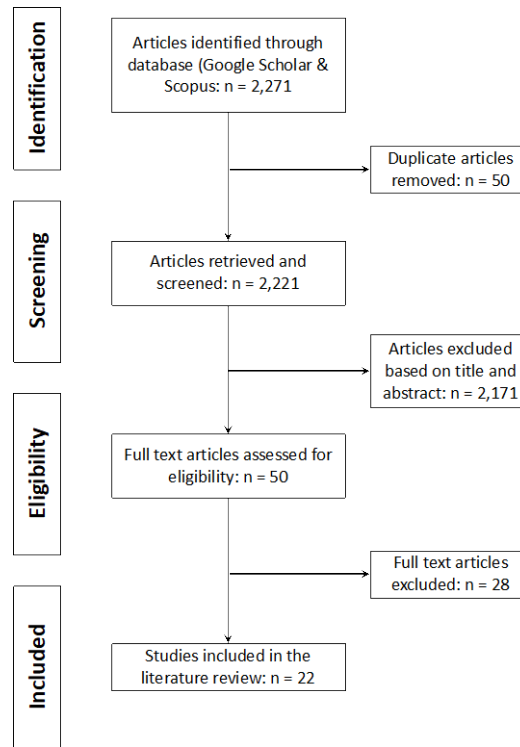 Identification
Articles identified through
database (Google Scholar &
Scopus: n = 2,271
Duplicate articles
removed: n = 50
Screening
Articles retrieved and
screened: n = 2,221
Articles excluded
based on title and
abstract: n = 2,171
Eligibility
Full text articles assessed for
eligibility: n = 50
Full text articles
excluded: n = 28
Included
Studies included in the
literature review: n = 22